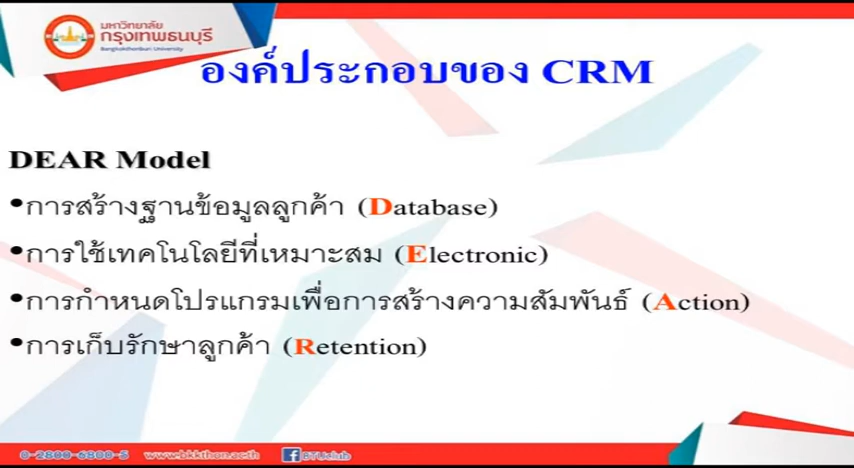 มหาวิทยาลัย
กรุงเทพธนบุรี
Bangkokthonburi University
องค์ประกอบของ CRM
DEAR Model
•การสร้างฐานข้อมูลลูกค้า (Database)
•การใช้เทคโนโลยีที่เหมาะสม (Electronic)
•การกำหนดโปรแกรมเพื่อการสร้างความสัมพันธ์ (Action)
•การเก็บรักษาลูกค้า (Retention)
0-2800-6800-5 www.bkkthon.ac.th BTUclub